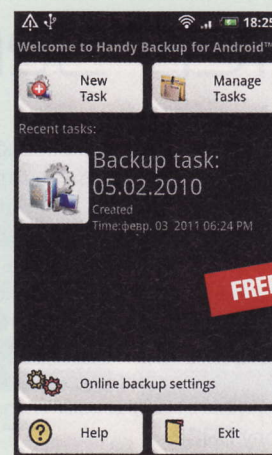 18:25
Welcome to Handy Backup for Android™
New
Task
Manage
Tasks
Recent tasks:
Backup task:
05.02.2010
Created
Time:февр. 03 2011 06:24 PM
FREE
Online backup settings
Help
Exit